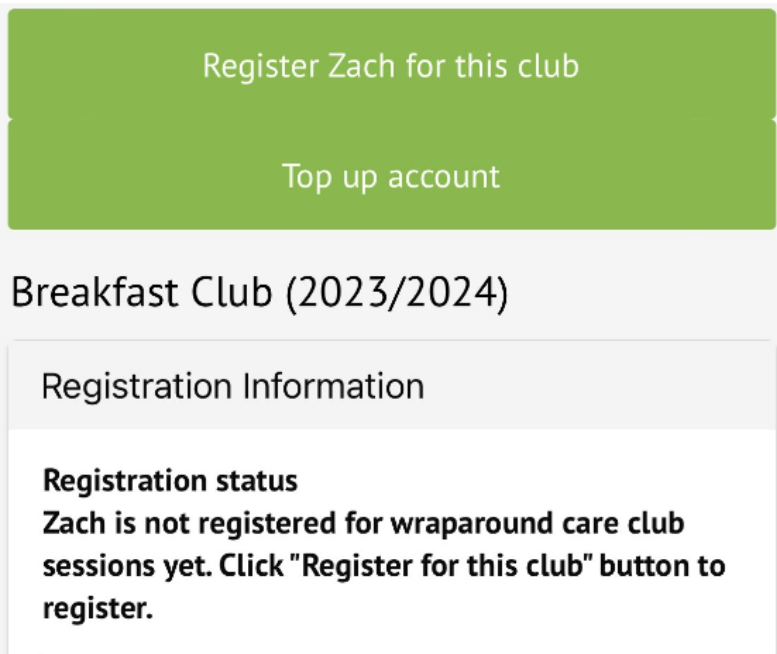 Register Zach for this club
Top up account
Breakfast Club (2023/2024)
Registration Information
Registration status
Zach is not registered for wraparound care club
sessions yet. Click "Register for this club" button to
register.